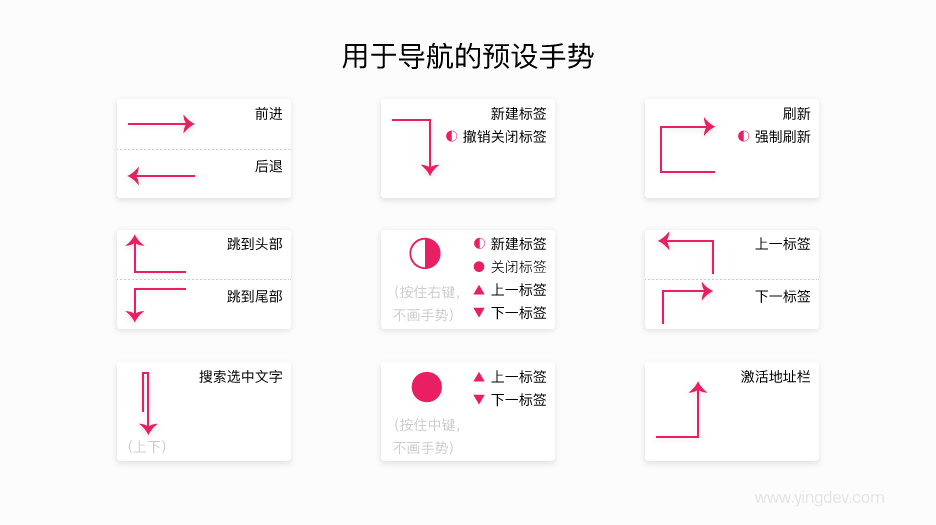 用于导航的预设手势
前进
后退
新建标签
撤销关闭标签
刷新
强制刷新
跳到头部
跳到尾部
新建标签
关闭标签
上一标签
下一标签
(按住右键,
不画手势)
上一标签
下一标签
搜索选中文字
(上下)
上一标签
下一标签
(按住中键,
不画手势)
激活地址栏
www.yingdev.com